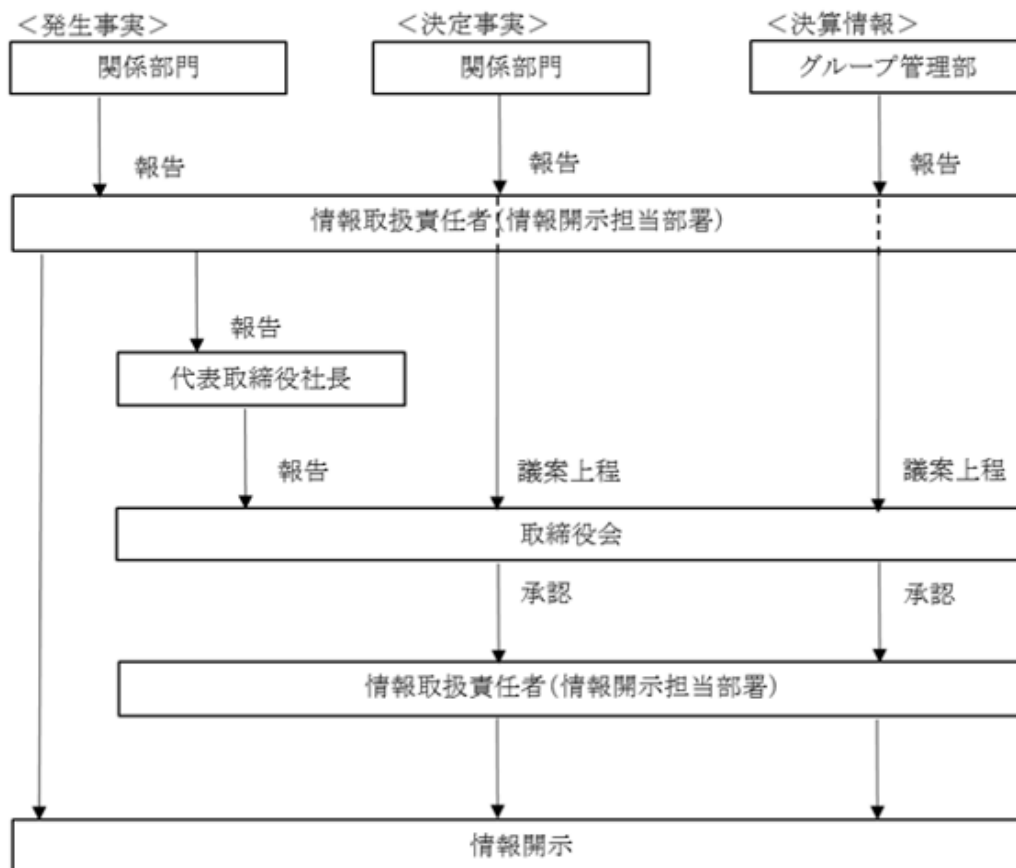 <発生事実>
<決定事実>
<決算情報>
関係部門
関係部門
グループ管理部
報告
報告
報告
情報取扱責任者(情報開示担当部署)
報告
代表取締役社長
報告
議案上程
議案上程
取締役会
承認
承認
情報取扱責任者(情報開示担当部署)
情報開示